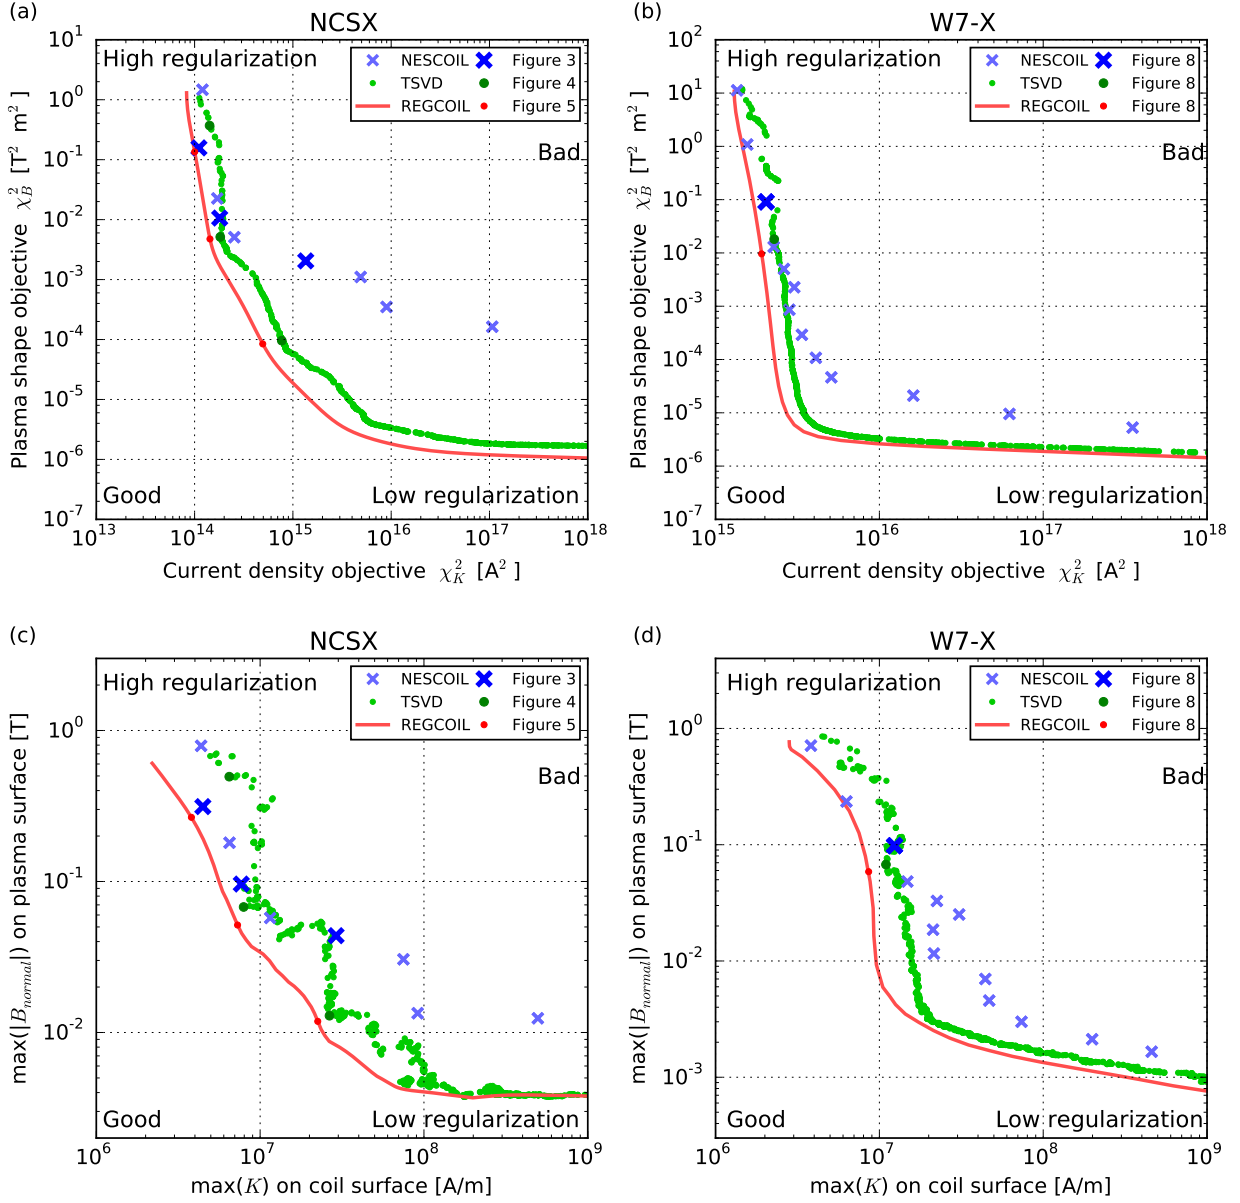 (a)
NCSX
High regularization
NESCOIL
TSVD
REGCOIL
Figure 3
Figure 4
Figure 5
Bad
Good
Low regularization
10^1
10^0
10^-1
10^-2
10^-3
10^-4
10^-5
10^-6
10^-7
10^13
10^14
10^15
10^16
10^17
10^18
Plasma shape objective χ_B^2 [T^2 m^2]
Current density objective χ_K^2 [A^2 ]
(b)
W7-X
High regularization
NESCOIL
TSVD
REGCOIL
Figure 8
Figure 8
Figure 8
Bad
Good
Low regularization
10^2
10^1
10^0
10^-1
10^-2
10^-3
10^-4
10^-5
10^-6
10^-7
10^15
10^16
10^17
10^18
Plasma shape objective χ_B^2 [T^2 m^2]
Current density objective χ_K^2 [A^2 ]
(c)
NCSX
High regularization
NESCOIL
TSVD
REGCOIL
Figure 3
Figure 4
Figure 5
Bad
Good
Low regularization
10^0
10^-1
10^-2
10^6
10^7
10^8
10^9
max(|B_normal|) on plasma surface [T]
max(K) on coil surface [A/m]
(d)
W7-X
High regularization
NESCOIL
TSVD
REGCOIL
Figure 8
Figure 8
Figure 8
Bad
Good
Low regularization
10^0
10^-1
10^-2
10^-3
10^6
10^7
10^8
10^9
max(|B_normal|) on plasma surface [T]
max(K) on coil surface [A/m]